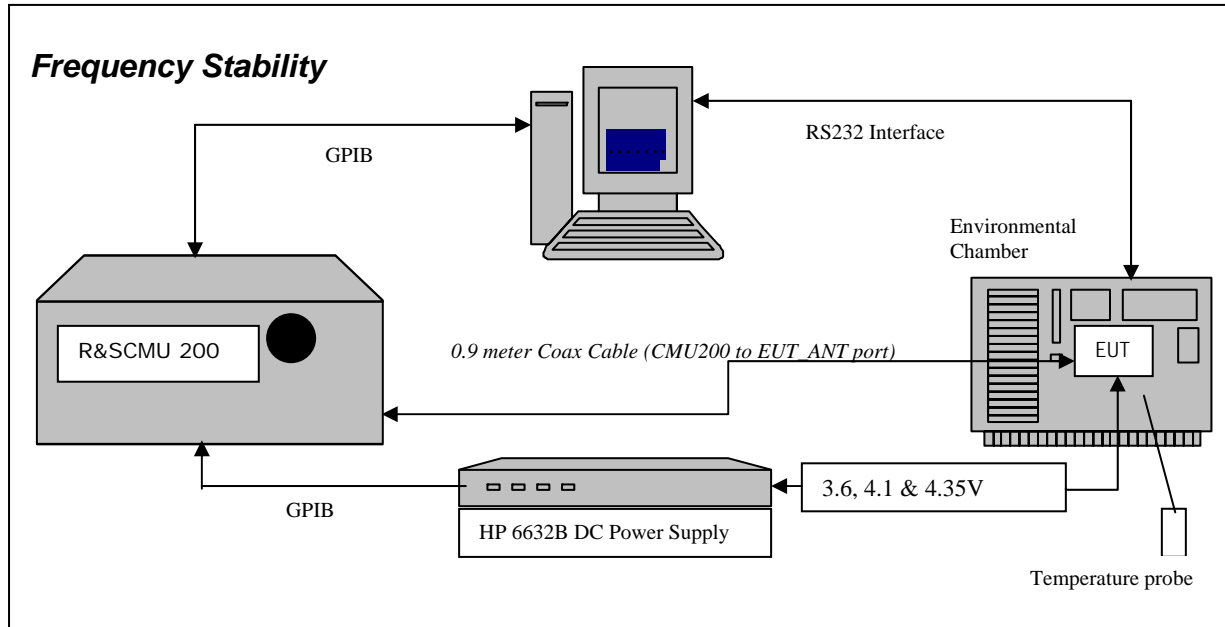 Frequency Stability
GPIB
RS232 Interface
Environmental
Chamber
R&SCMU 200
0.9 meter Coax Cable (CMU200 to EUT_ANT port)
EUT
3.6, 4.1 & 4.35V
GPIB
HP 6632B DC Power Supply
Temperature probe